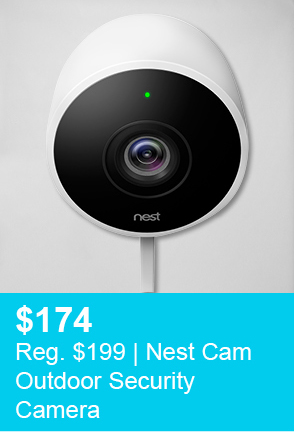 nest
$174
Reg. $199 | Nest Cam
Outdoor Security
Camera